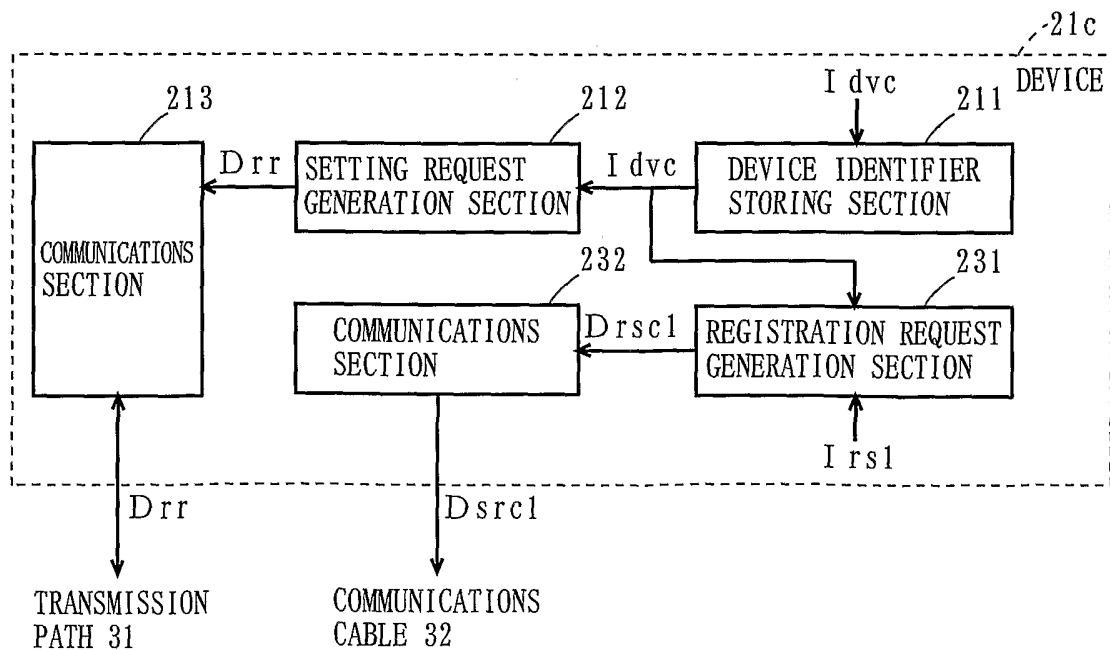 21c
DEVICE
I dvc
213
212
211
Drr
SETTING REQUEST
GENERATION SECTION
I dvc
DEVICE IDENTIFIER
STORING SECTION
COMMUNICATIONS
SECTION
232
231
COMMUNICATIONS
SECTION
Drsc1
REGISTRATION REQUEST
GENERATION SECTION
I rs1
Drr
Dsrc1
TRANSMISSION
PATH 31
COMMUNICATIONS
CABLE 32